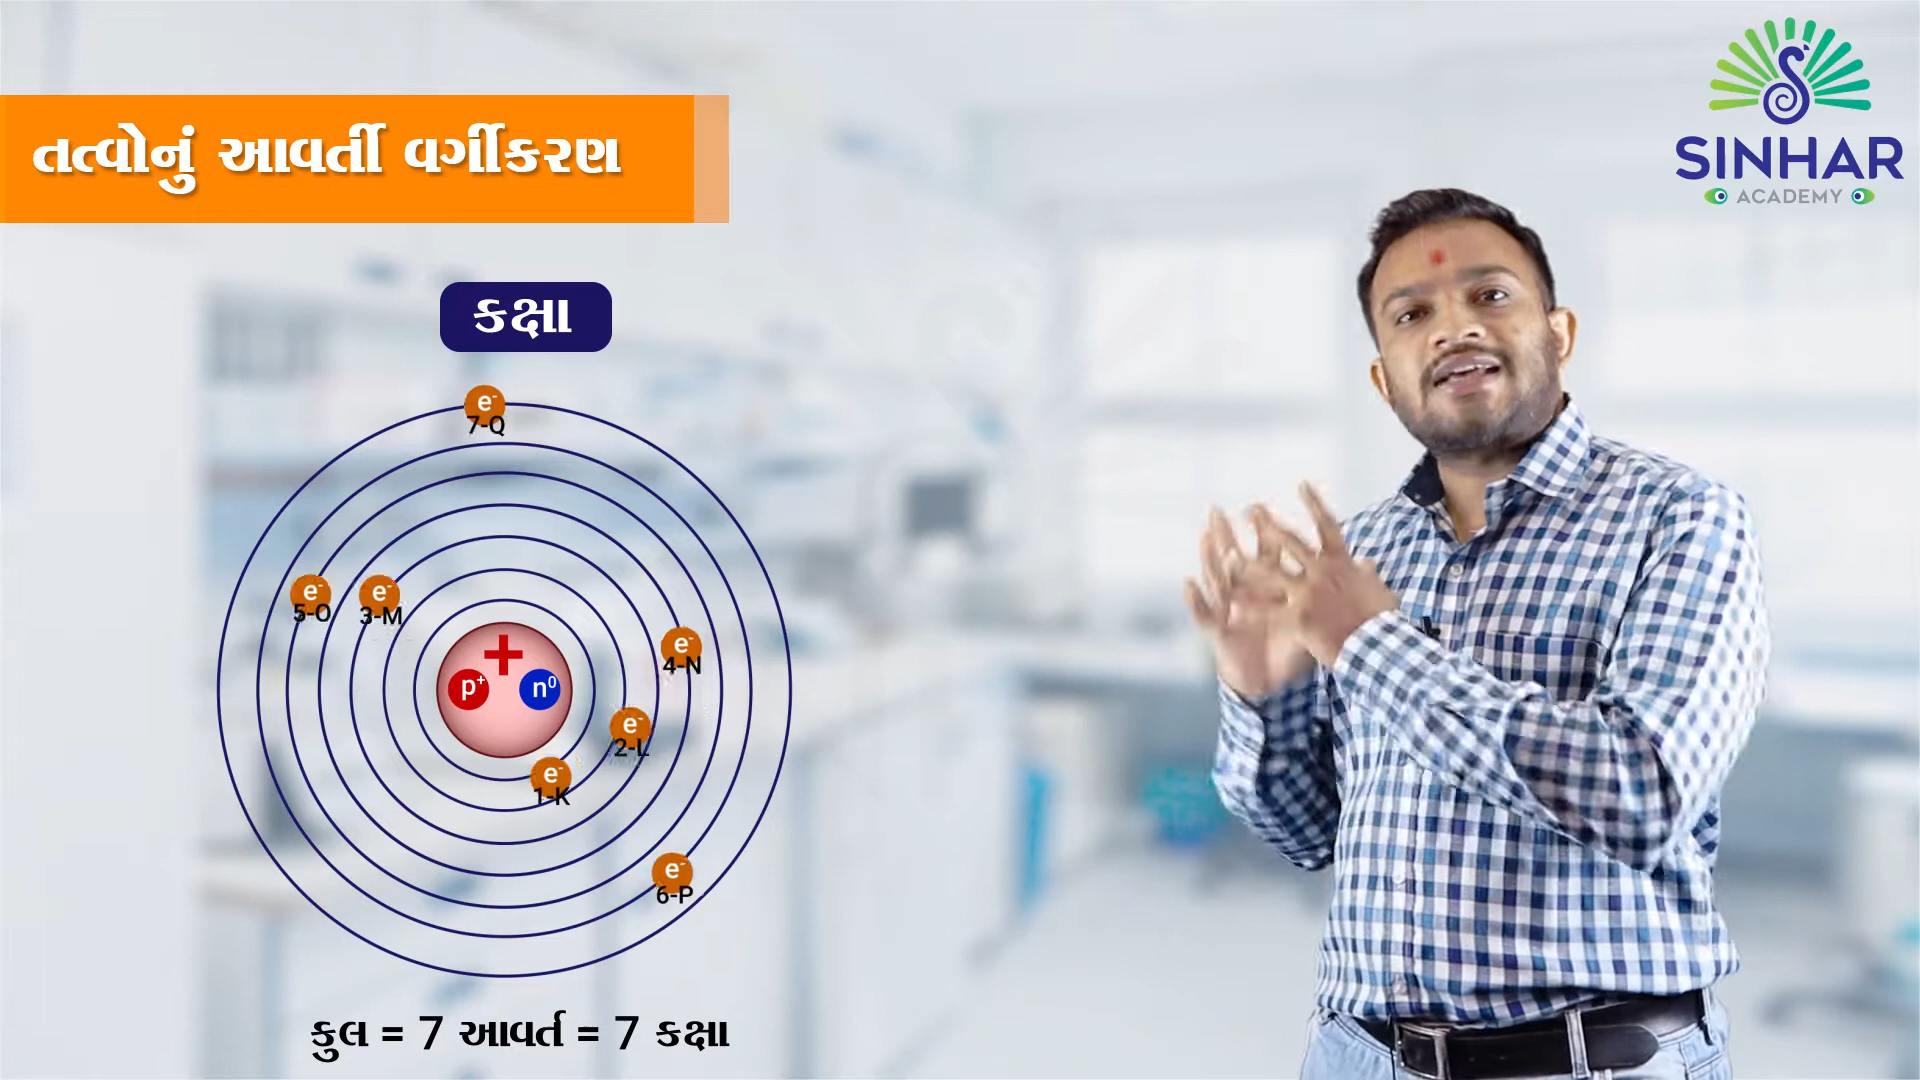 તત્વોનું આવર્તી વર્ગીકરણ
SINHAR
ACADEMY
કક્ષા
e-
7-Q
e-
5-O
e-
3-M
e-
4-N
+
p+
n0
e-
2-L
e-
1-K
e-
6-P
કુલ = 7 આવર્ત = 7 કક્ષા